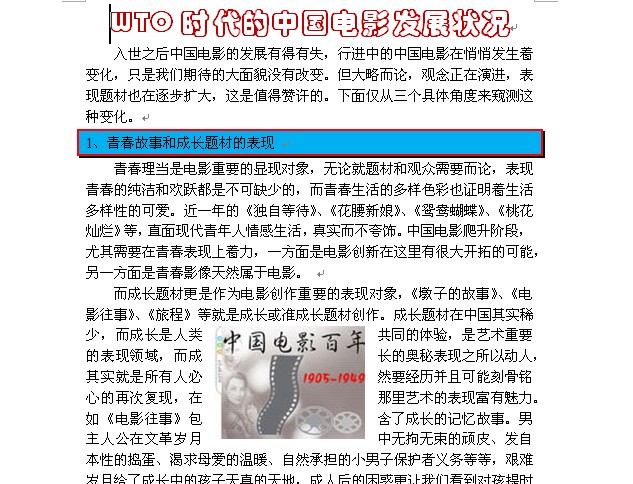 WTO 时代的中国电影发展状况
入世之后中国电影的发展有得有失，行进中的中国电影在悄悄发生着
变化，只是我们期待的大面貌没有改变。但大略而论，观念正在演进，表
现题材也在逐步扩大，这是值得赞许的。下面仅从三个具体角度来窥测这
种变化。
1、青春故事和成长题材的表现
青春理当是电影重要的显现对象，无论就题材和观众需要而论，表现
青春的纯洁和欢跃都是不可缺少的，而青春生活的多样色彩也证明着生活
多样性的可爱。近一年的《独自等待》、《花腰新娘》、《鸳鸯蝴蝶》、《桃花
灿烂》等，直面现代青年人情感生活，真实而不夸饰。中国电影爬升阶段，
尤其需要在青春表现上着力，一方面是电影创新在这里有很大开拓的可能，
另一方面是青春影像天然属于电影。
而成长题材更是作为电影创作重要的表现对象，《墩子的故事》、《电
影往事》、《旅程》等就是成长或准成长题材创作。成长题材在中国其实稀
少，而成长是人类 共同的体验，是艺术重要
的表现领域，而成 长的奥秘表现之所以动人，
其实就是所有人必 然要经历并且可能刻骨铭
心的再次复现，在 那里艺术的表现富有魅力。
如《电影往事》包 含了成长的记忆故事。男
主人公在文革岁月 中无拘无束的顽皮、发自
中国电影百年
1905-1949
本性的捣蛋、渴求母爱的温暖、自然承担的小男子保护者义务等等，艰难
岁月给了成长中的孩子天真的天地，成人后的困惑更让我们看到对孩提时